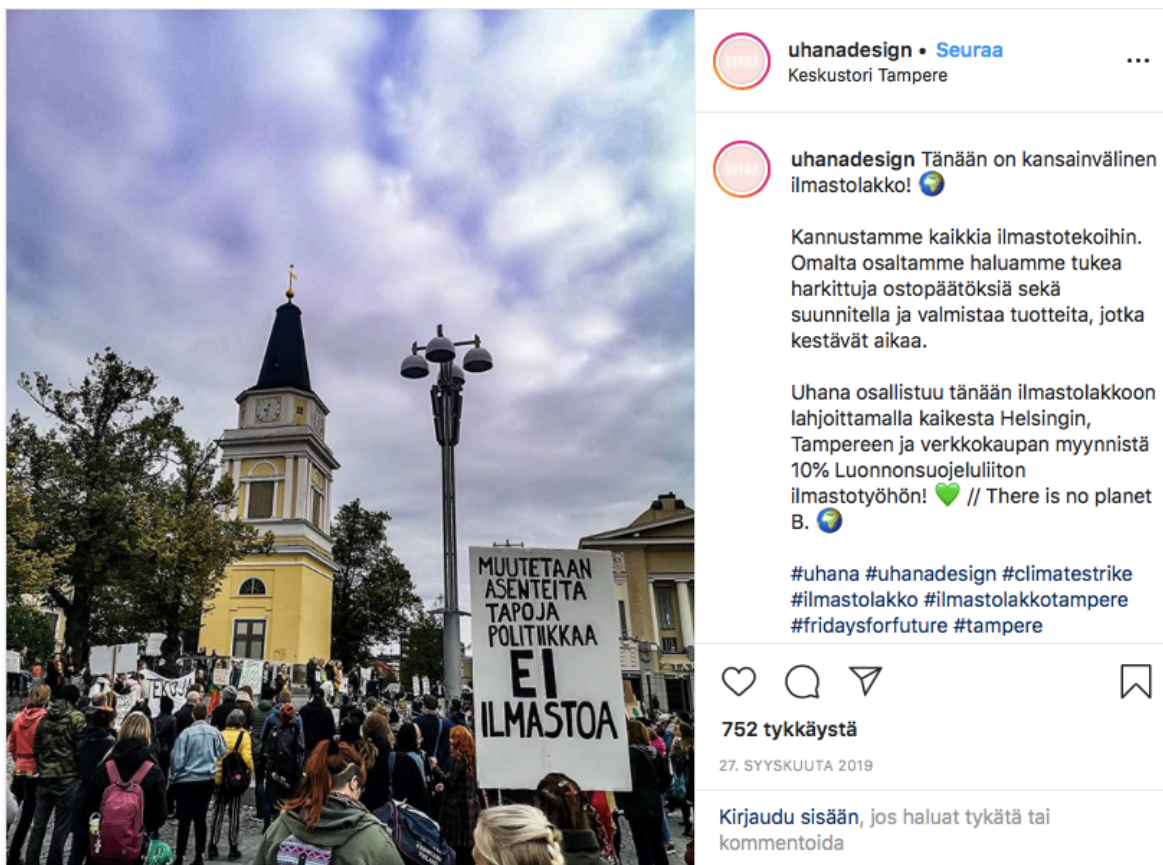 uhanadesign • Seuraa
Keskustori Tampere
uhanadesign Tänään on kansainvälinen
ilmastolakko!
Kannustamme kaikkia ilmastotekoihin.
Omalta osaltamme haluamme tukea
harkittuja ostopäätöksiä sekä
suunnitella ja valmistaa tuotteita, jotka
kestävät aikaa.
Uhana osallistuu tänään ilmastolakkoon
lahjoittamalla kaikesta Helsingin,
Tampereen ja verkkokaupan myynnistä
10% Luonnonsuojeluliiton
ilmastotyöhön! // There is no planet
B.
#uhana #uhanadesign #climatestrike
#ilmastolakko #ilmastolakkotampere
#fridaysforfuture #tampere
752 tykkäystä
27. SYYSKUUTA 2019
Kirjaudu sisään, jos haluat tykätä tai
kommentoida
MUUTETAAN
ASENTEITA
TAPOJA
POLITIIKKAA
EI
ILMASTOA
TEKOJA
UHANA
UHANA